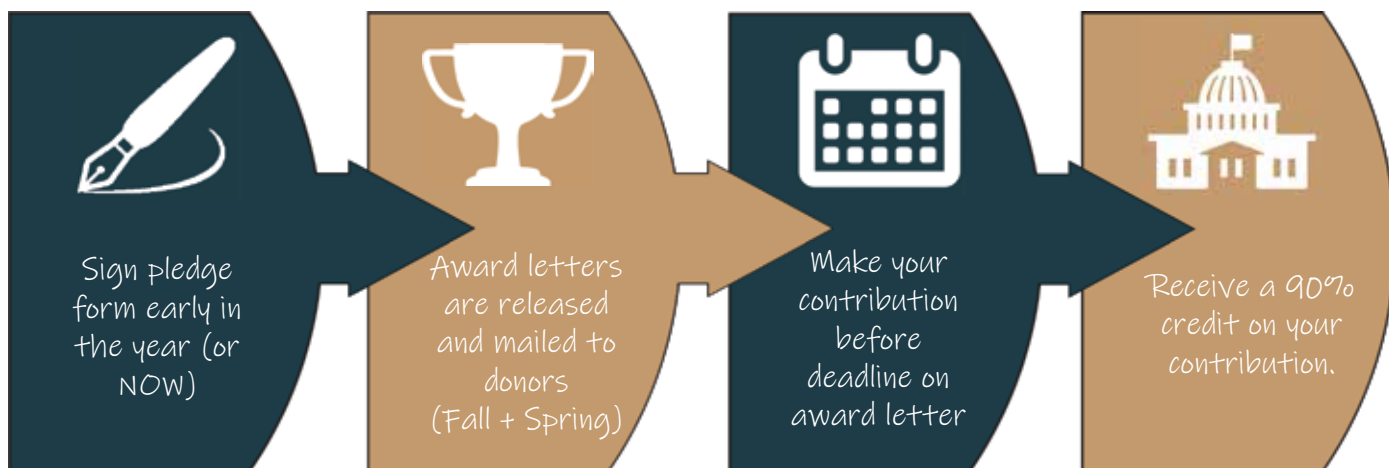 Sign pledge
form early in
the year (or
NOW)
Award letters
are released
and mailed to
donors
(Fall + Spring)
Make your
contribution
before
deadline on
award letter
Receive a 90%
credit on your
contribution.